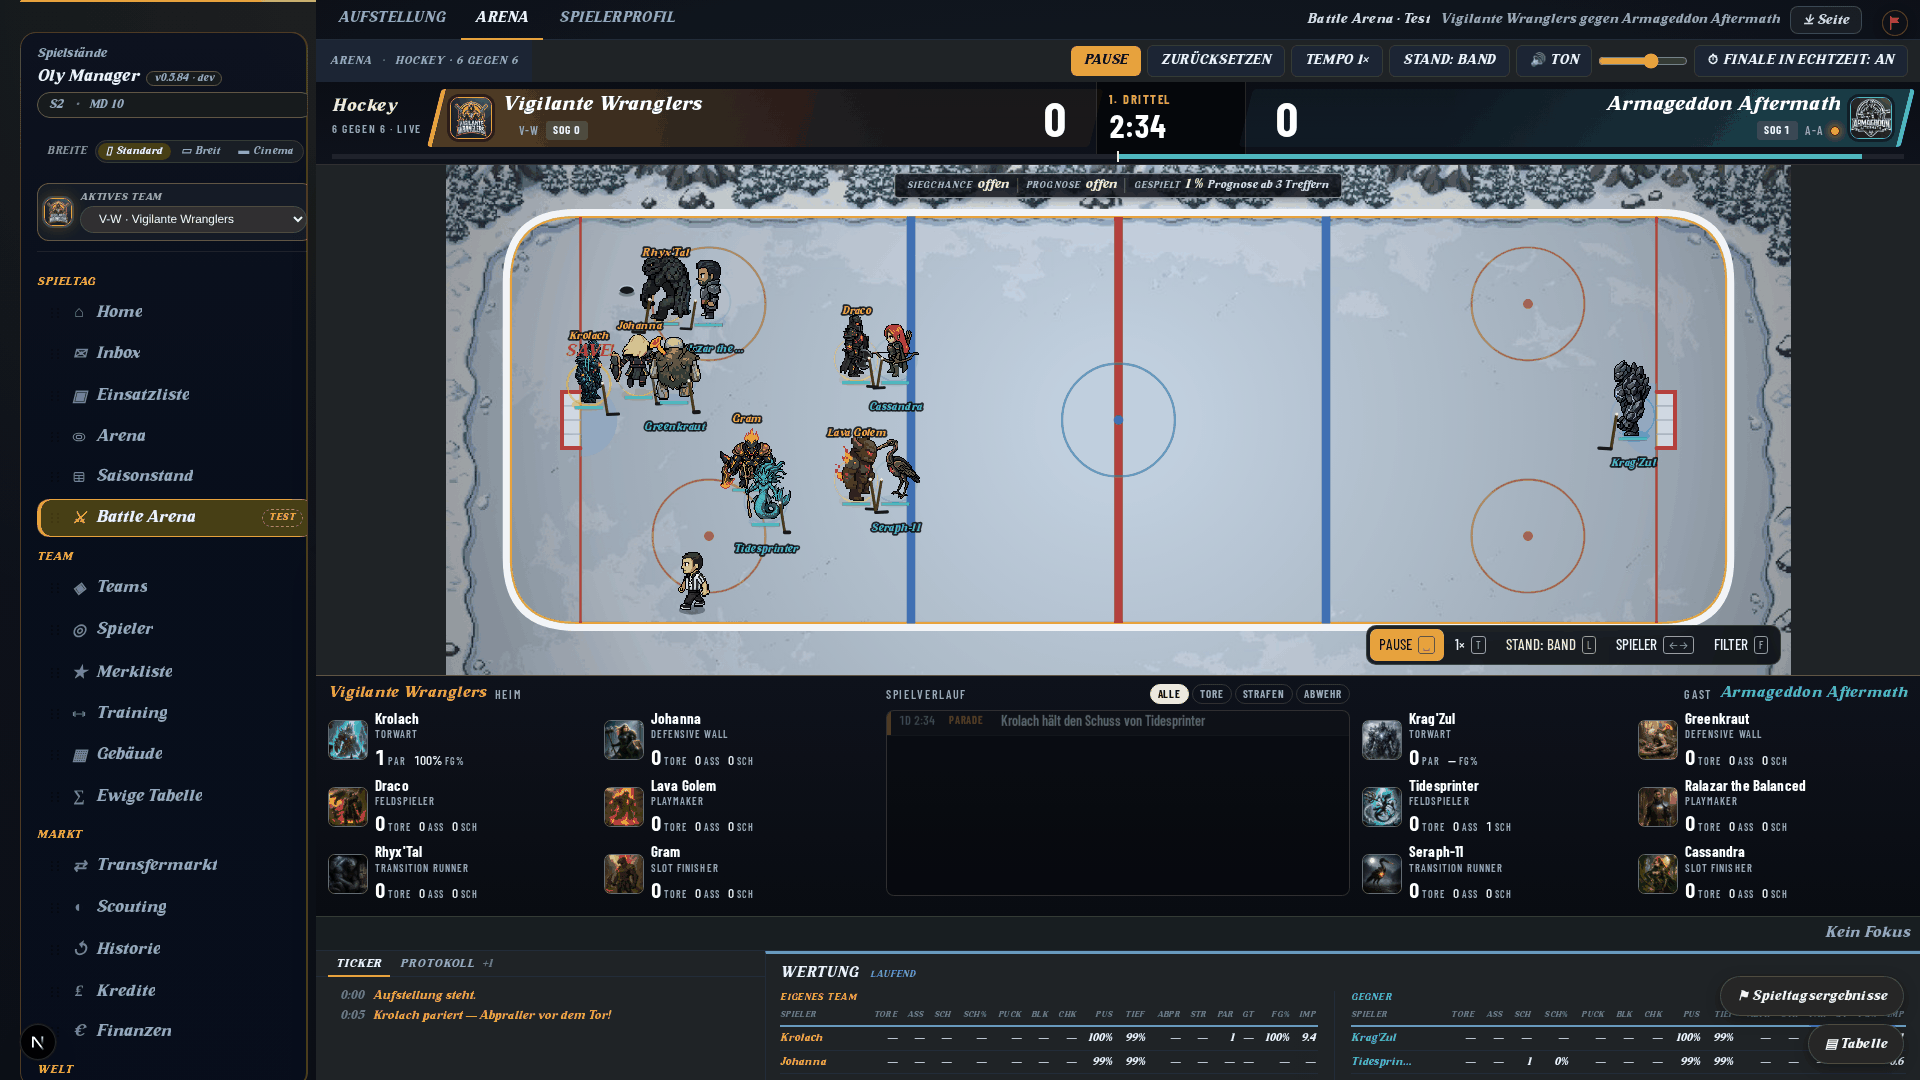 Spielstände
Oly Manager v0.5.84 · dev
S2 · MD 10
BREITE Standard Breit Cinema
AKTIVES TEAM
V-W · Vigilante Wranglers
SPIELTAG
Home
Inbox
Einsatzliste
Arena
Saisonstand
Battle Arena TEST
TEAM
Teams
Spieler
Merkliste
Training
Gebäude
Ewige Tabelle
MARKT
Transfermarkt
Scouting
Historie
Kredite
Finanzen
WELT
AUFSTELLUNG ARENA SPIELERPROFIL
Battle Arena · Test Vigilante Wranglers gegen Armageddon Aftermath Seite
ARENA · HOCKEY · 6 GEGEN 6
PAUSE ZURÜCKSETZEN TEMPO 1× STAND: BAND TON FINALE IN ECHTZEIT: AN
Hockey
6 GEGEN 6 · LIVE
Vigilante Wranglers
V-W SOG 0
0
1. DRITTEL
2:34
0
Armageddon Aftermath
SOG 1 A-A
SIEGCHANCE offen PROGNOSE offen GESPIELT 1 % Prognose ab 3 Treffern
Rhyx'Tal
Draco
Johanna
Krolach
SAVE!
Zar the...
Cassandra
Greenkraut
Gram
Lava Golem
Krag'Zul
Seraph-11
Tidesprinter
PAUSE 1× T STAND: BAND L SPIELER ←→ FILTER F
Vigilante Wranglers HEIM
Krolach
TORWART
1 PAR 100% FG%
Johanna
DEFENSIVE WALL
0 TORE 0 ASS 0 SCH
Draco
FELDSPIELER
0 TORE 0 ASS 0 SCH
Lava Golem
PLAYMAKER
0 TORE 0 ASS 0 SCH
Rhyx'Tal
TRANSITION RUNNER
0 TORE 0 ASS 0 SCH
Gram
SLOT FINISHER
0 TORE 0 ASS 0 SCH
SPIELVERLAUF ALLE TORE STRAFEN ABWEHR
1D 2:34 PARADE Krolach hält den Schuss von Tidesprinter
GAST Armageddon Aftermath
Krag'Zul
TORWART
0 PAR — FG%
Greenkraut
DEFENSIVE WALL
0 TORE 0 ASS 0 SCH
Tidesprinter
FELDSPIELER
0 TORE 0 ASS 1 SCH
Ralazar the Balanced
PLAYMAKER
0 TORE 0 ASS 0 SCH
Seraph-11
TRANSITION RUNNER
0 TORE 0 ASS 0 SCH
Cassandra
SLOT FINISHER
0 TORE 0 ASS 0 SCH
Kein Fokus
TICKER PROTOKOLL +1
0:00 Aufstellung steht.
0:05 Krolach pariert — Abpraller vor dem Tor!
WERTUNG LAUFEND
EIGENES TEAM
SPIELER TORE ASS SCH SCH% PUCK BLK CHK PUS TIEF ABPR STR PAR GT FG% IMP
Krolach — — — — — — — 100% 99% — — 1 — 100% 9.4
Johanna — — — — — — — 99% 99% — — — — — —
GEGNER
SPIELER TORE ASS SCH SCH% PUCK BLK CHK PUS
Krag'Zul — — — — — — — 100% 99% — —
Tidesprin... — — 1 0% — — — 99% 99% — —
Spieltagsergebnisse
Tabelle